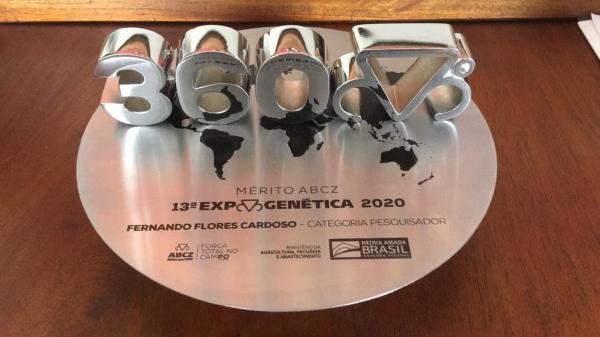 360
MÉRITO ABCZ
13ª EXPOGENÉTICA 2020
FERNANDO FLORES CARDOSO - CATEGORIA PESQUISADOR
ABCZ
FORÇA
TOTAL NO
CAMPO
MINISTÉRIO DA
AGRICULTURA, PECUÁRIA
E ABASTECIMENTO
PÁTRIA AMADA
BRASIL
GOVERNO FEDERAL